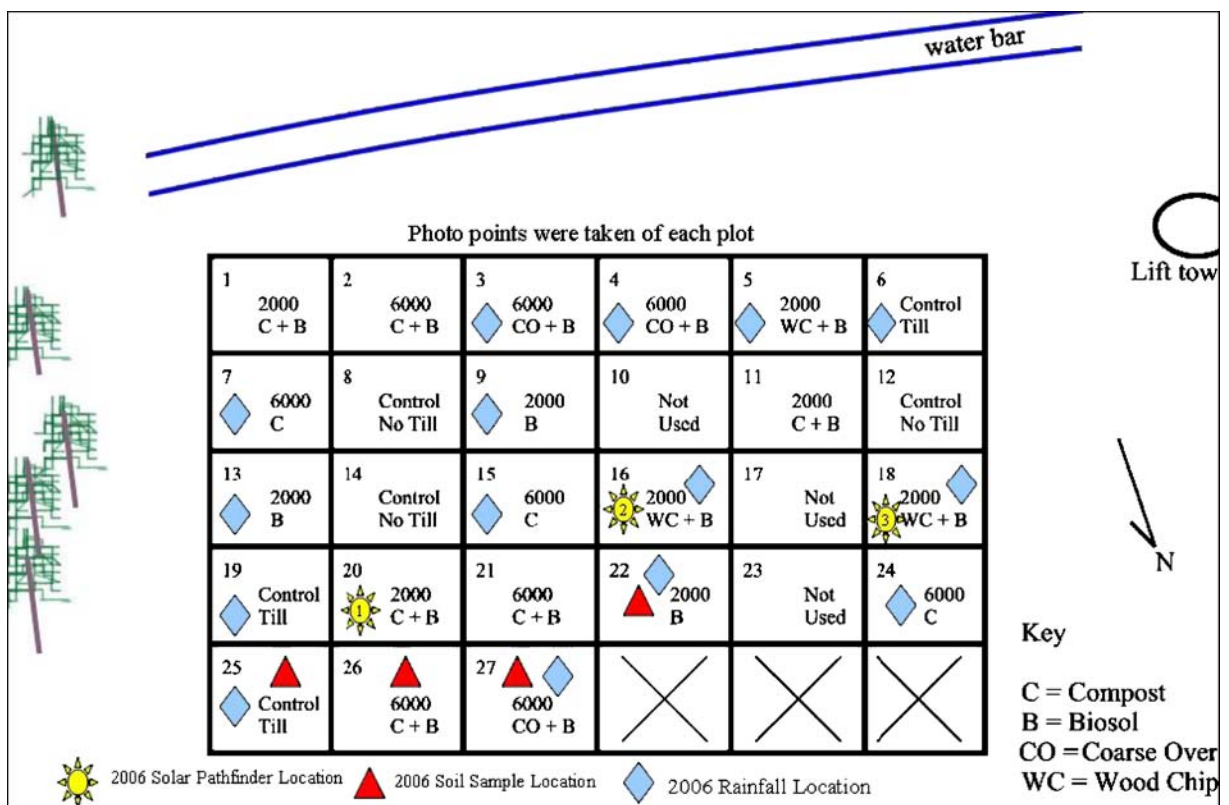 water bar
Lift tow
Photo points were taken of each plot
1
2000
C + B
2
6000
C + B
3
6000
CO + B
4
6000
CO + B
5
2000
WC + B
6
Control
Till
7
6000
C
8
Control
No Till
9
2000
B
10
Not
Used
11
2000
C + B
12
Control
No Till
13
2000
B
14
Control
No Till
15
6000
C
16
2
2000
WC + B
17
Not
Used
18
3
2000
WC + B
19
Control
Till
20
1
2000
C + B
21
6000
C + B
22
2000
B
23
Not
Used
24
6000
C
25
Control
Till
26
6000
C + B
27
6000
CO + B
N
Key
C = Compost
B = Biosol
CO = Coarse Over
WC = Wood Chip
2006 Solar Pathfinder Location
2006 Soil Sample Location
2006 Rainfall Location